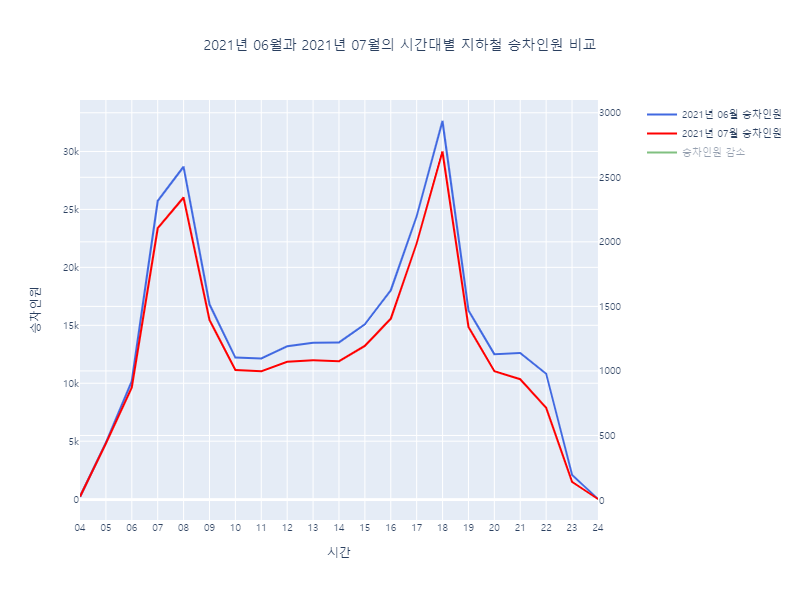 2021년 06월과 2021년 07월의 시간대별 지하철 승차인원 비교
2021년 06월 승차인원
2021년 07월 승차인원
승차인원 감소
승차인원
30k
25k
20k
15k
10k
5k
0
3000
2500
2000
1500
1000
500
0
04 05 06 07 08 09 10 11 12 13 14 15 16 17 18 19 20 21 22 23 24
시간